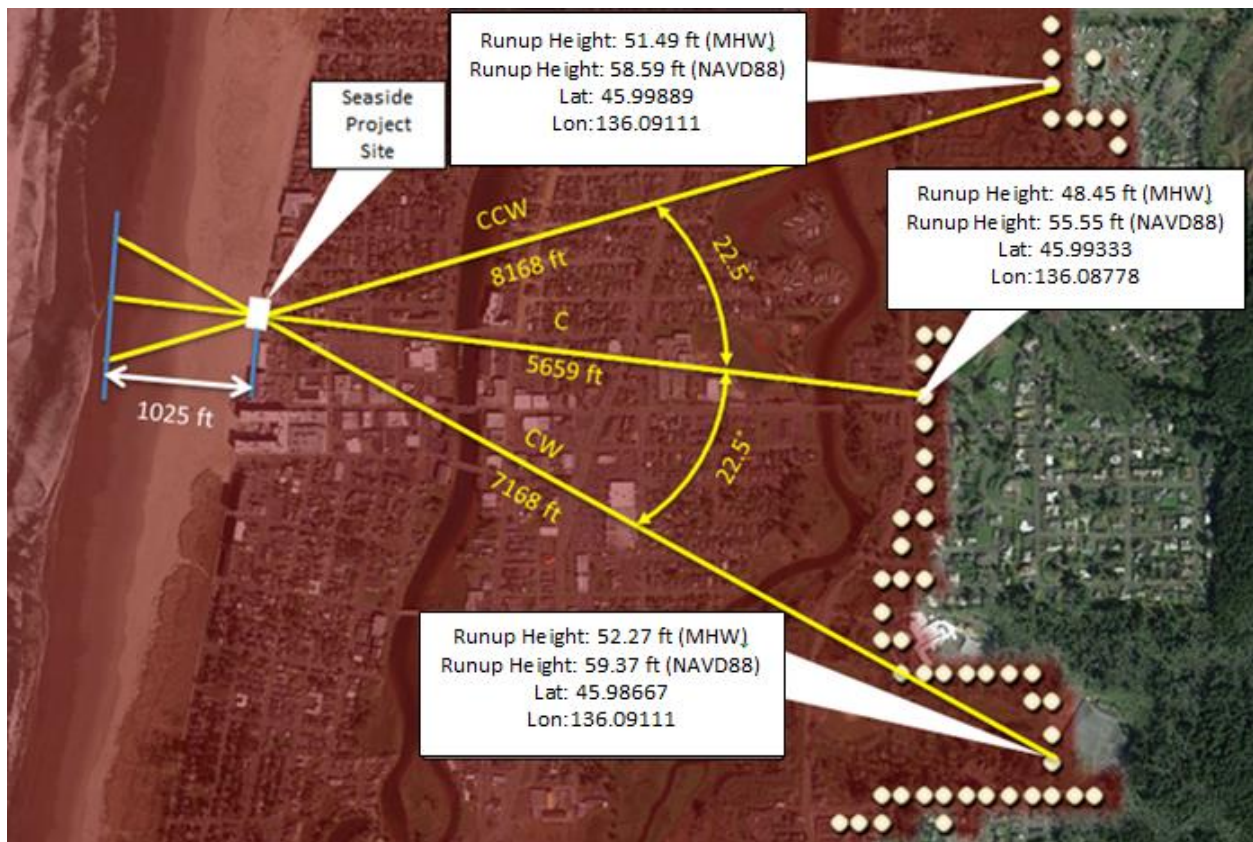 Runup Height: 51.49 ft (MHW)
Runup Height: 58.59 ft (NAVD88)
Lat: 45.99889
Lon:136.09111
Seaside
Project
Site
Runup Height: 48.45 ft (MHW)
Runup Height: 55.55 ft (NAVD88)
Lat: 45.99333
Lon:136.08778
CCW
8168 ft
22.5°
C
5659 ft
1025 ft
22.5°
CW
7168 ft
Runup Height: 52.27 ft (MHW)
Runup Height: 59.37 ft (NAVD88)
Lat: 45.98667
Lon:136.09111